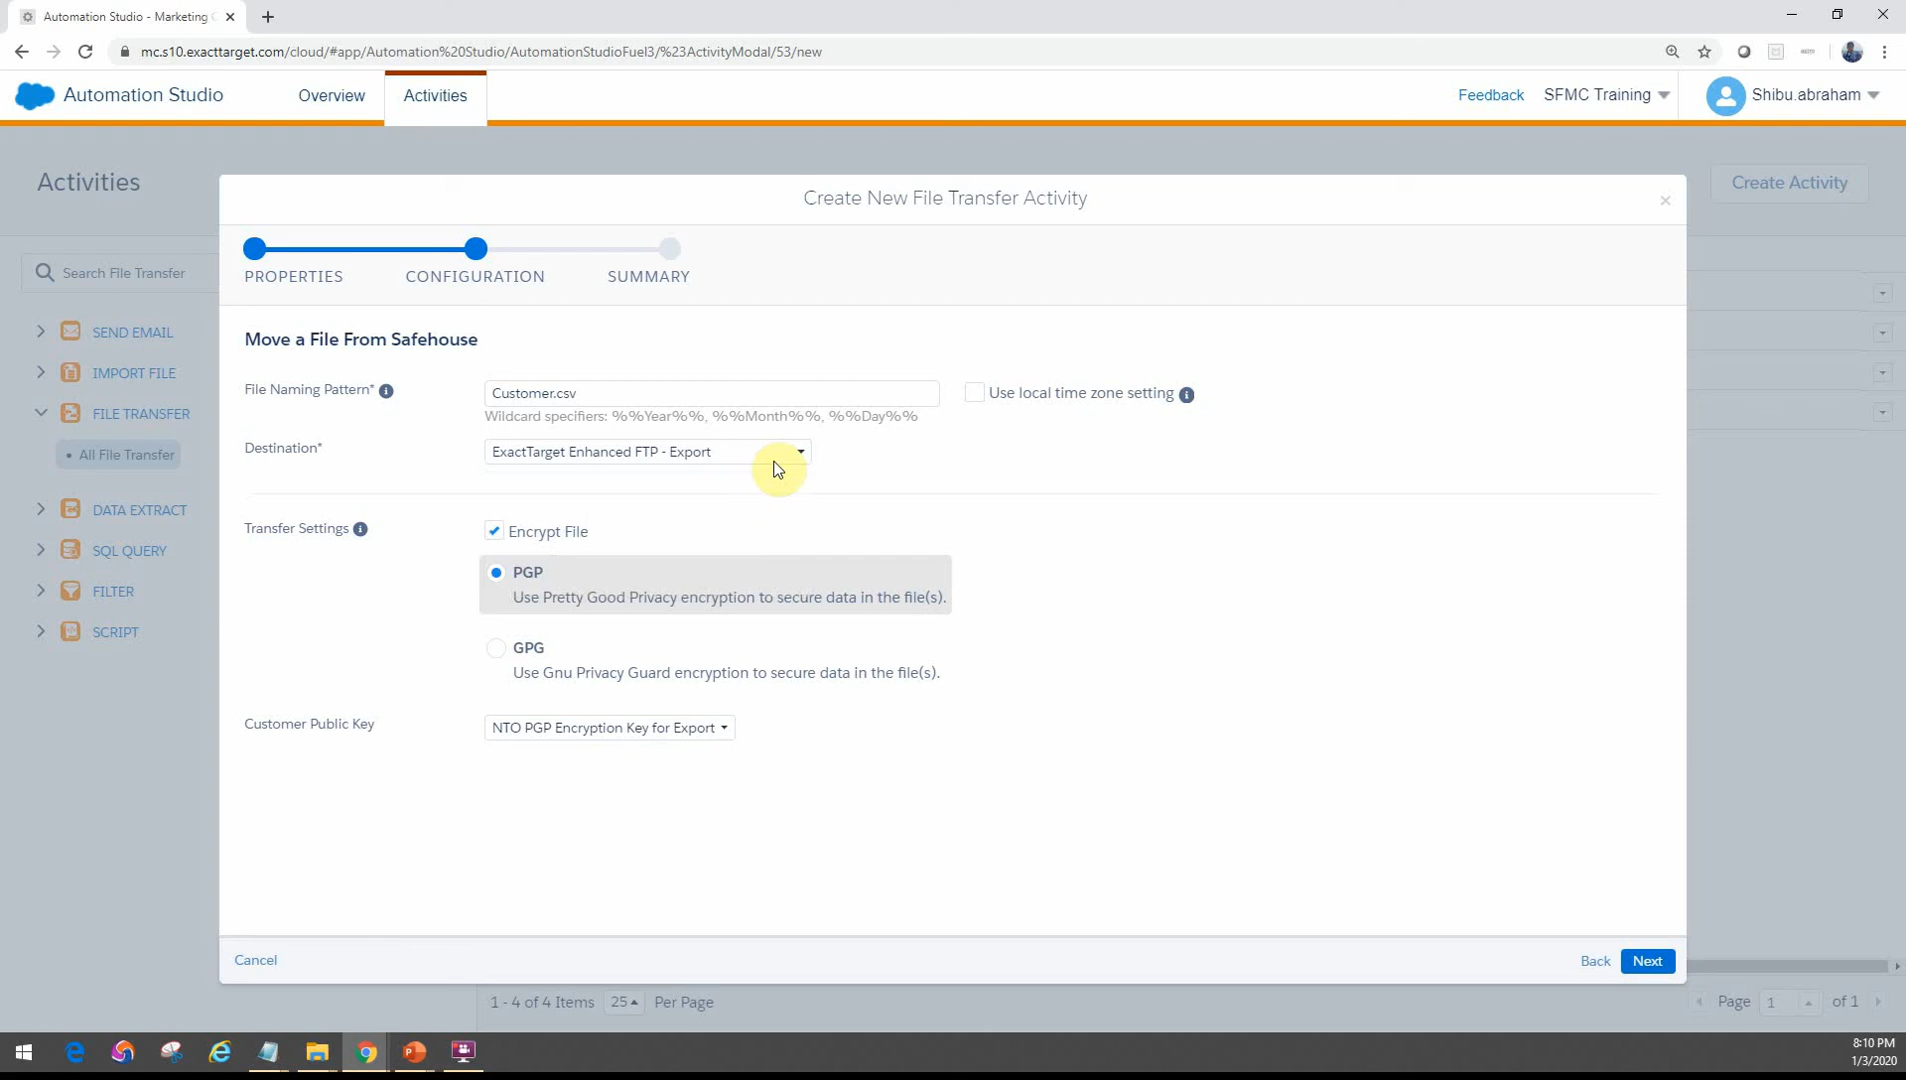 Automation Studio - Marketing C
mc.s10.exacttarget.com/cloud/#app/Automation%20Studio/AutomationStudioFuel3/%23ActivityModal/53/new
Automation Studio
Overview
Activities
Feedback
SFMC Training
Shibu.abraham
Activities
Create Activity
Create New File Transfer Activity
PROPERTIES
CONFIGURATION
SUMMARY
Search File Transfer
SEND EMAIL
IMPORT FILE
FILE TRANSFER
All File Transfer
DATA EXTRACT
SQL QUERY
FILTER
SCRIPT
Move a File From Safehouse
File Naming Pattern*
Customer.csv
Use local time zone setting
Wildcard specifiers: %%Year%%, %%Month%%, %%Day%%
Destination*
ExactTarget Enhanced FTP - Export
Transfer Settings
Encrypt File
PGP
Use Pretty Good Privacy encryption to secure data in the file(s).
GPG
Use Gnu Privacy Guard encryption to secure data in the file(s).
Customer Public Key
NTO PGP Encryption Key for Export
Cancel
Back
Next
1 - 4 of 4 Items
25
Per Page
Page
1
of 1
8:10 PM
1/3/2020